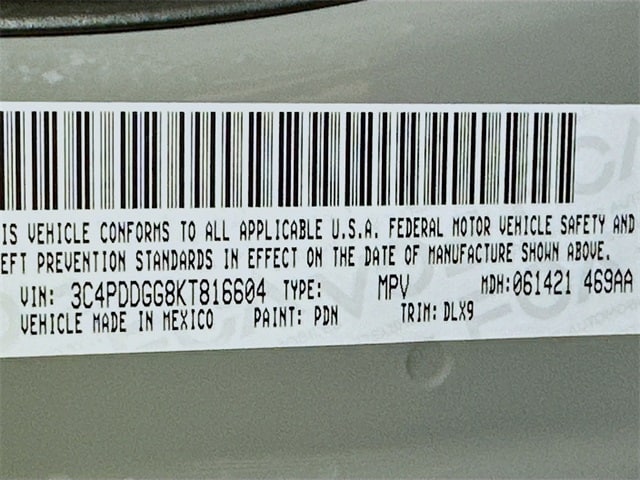 IS VEHICLE CONFORMS TO ALL APPLICABLE U.S.A. FEDERAL MOTOR VEHICLE SAFETY AND
EFT PREVENTION STANDARDS IN EFFECT ON THE DATE OF MANUFACTURE SHOWN ABOVE.
VIN: 3C4PDDGG8KT816604 TYPE: MPV MDH:061421 469AA
VEHICLE MADE IN MEXICO PAINT: PDN TRIM: DLX9